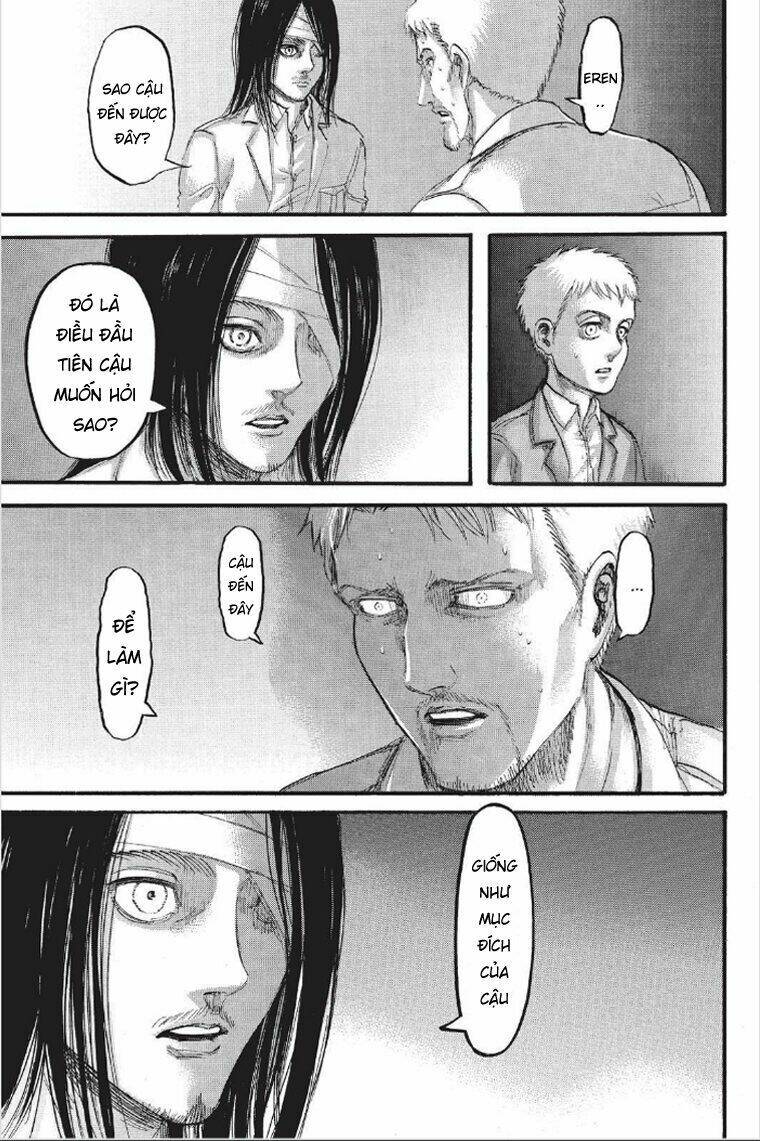 EREN
..
SAO CẬU
ĐẾN ĐƯỢC
ĐÂY?
ĐÓ LÀ
ĐIỀU ĐẦU
TIÊN CẬU
MUỐN HỎI
SAO?
...
CẬU
ĐẾN
ĐÂY
ĐỂ
LÀM
GÌ?
GIỐNG
NHƯ
MỤC
ĐÍCH
CỦA
CẬU